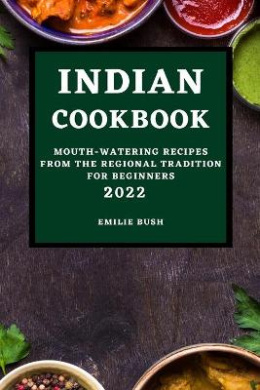 INDIAN
COOKBOOK
MOUTH-WATERING RECIPES
FROM THE REGIONAL TRADITION
FOR BEGINNERS
2022
EMILIE BUSH